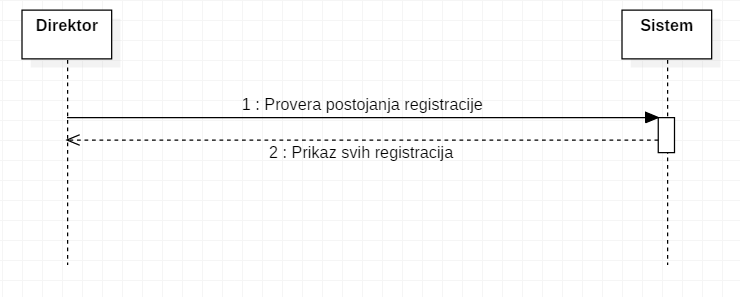 Direktor
Sistem
1 : Provera postojanja registracije
2 : Prikaz svih registracija